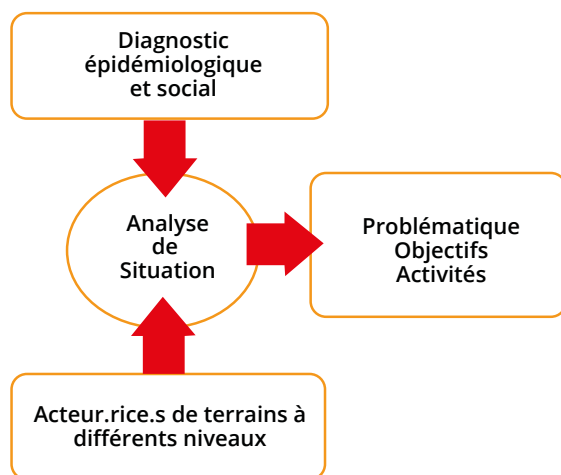 Diagnostic
épidémiologique
et social
Analyse
de
Situation
Problématique
Objectifs
Activités
Acteur.rice.s de terrains à
différents niveaux